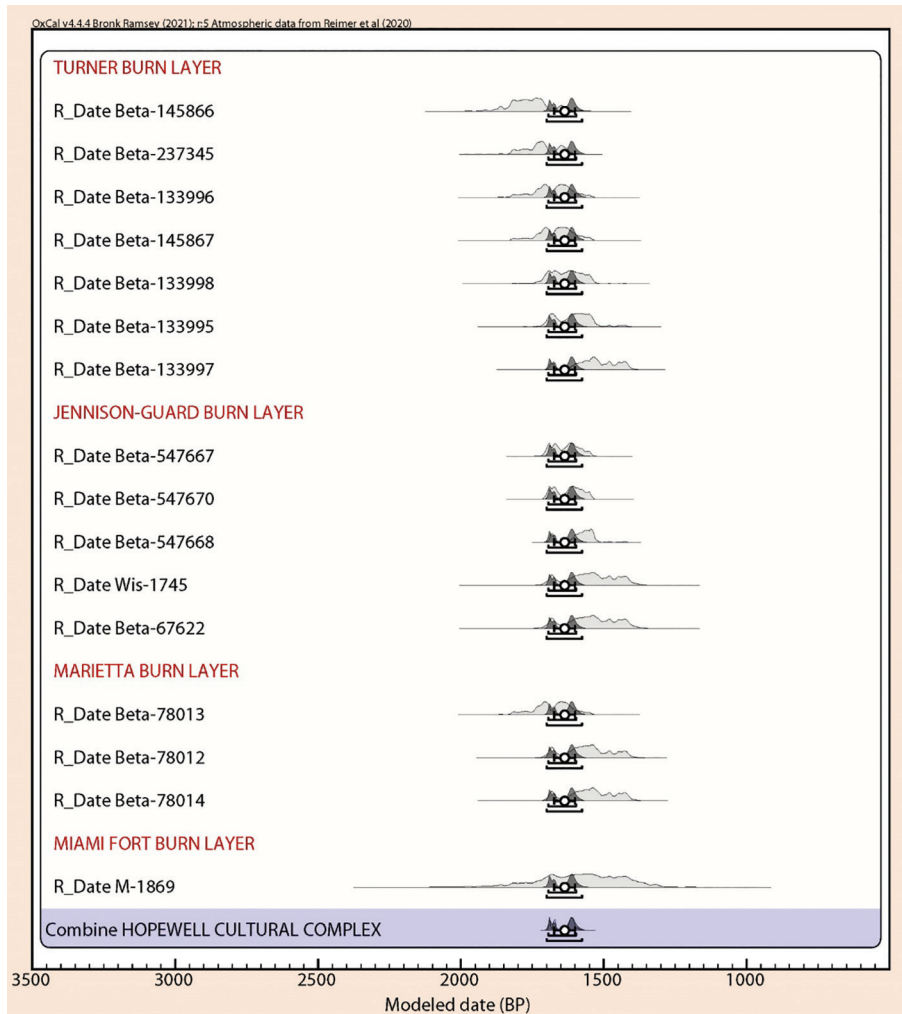 OxCal v4.4.4 Bronk Ramsey (2021); r:5 Atmospheric data from Reimer et al (2020)
TURNER BURN LAYER
R_Date Beta-145866
R_Date Beta-237345
R_Date Beta-133996
R_Date Beta-145867
R_Date Beta-133998
R_Date Beta-133995
R_Date Beta-133997
JENNISON-GUARD BURN LAYER
R_Date Beta-547667
R_Date Beta-547670
R_Date Beta-547668
R_Date Wis-1745
R_Date Beta-67622
MARIETTA BURN LAYER
R_Date Beta-78013
R_Date Beta-78012
R_Date Beta-78014
MIAMI FORT BURN LAYER
R_Date M-1869
Combine HOPEWELL CULTURAL COMPLEX
3500 3000 2500 2000 1500 1000
Modeled date (BP)